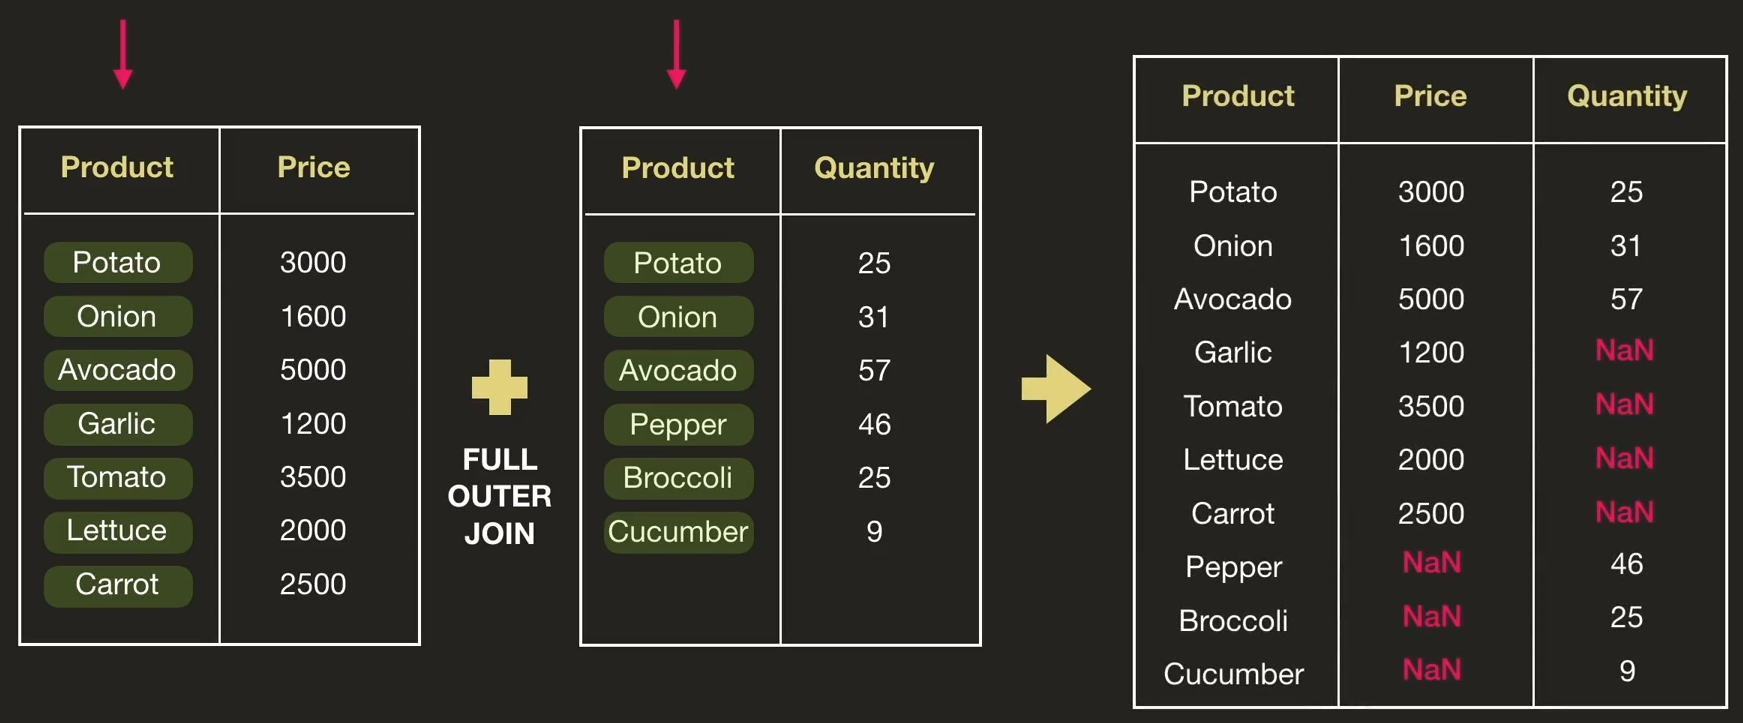 Product Price
Potato 3000
Onion 1600
Avocado 5000
Garlic 1200
Tomato 3500
Lettuce 2000
Carrot 2500
FULL
OUTER
JOIN
Product Quantity
Potato 25
Onion 31
Avocado 57
Pepper 46
Broccoli 25
Cucumber 9
Product Price Quantity
Potato 3000 25
Onion 1600 31
Avocado 5000 57
Garlic 1200 NaN
Tomato 3500 NaN
Lettuce 2000 NaN
Carrot 2500 NaN
Pepper NaN 46
Broccoli NaN 25
Cucumber NaN 9